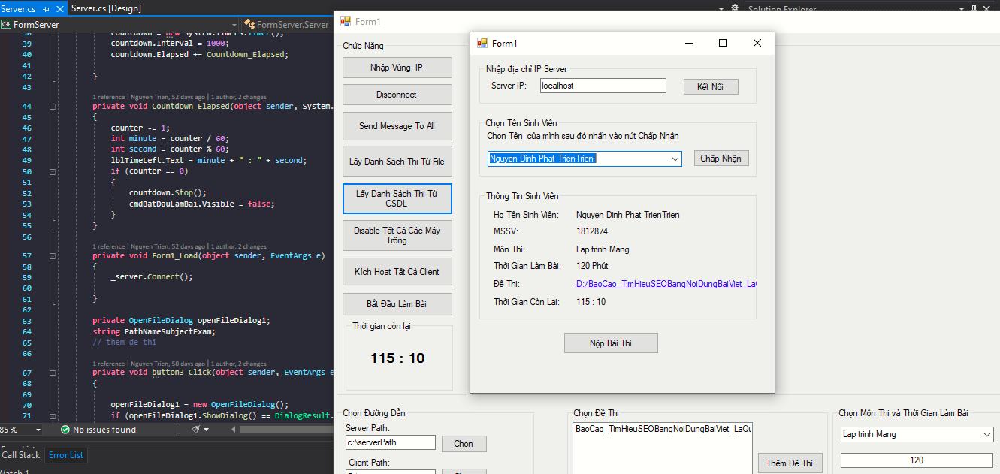 Server.cs
Server.cs [Design]
Solution Explorer
FormServer
FormServer.Server
38 countdown = new System.Timers.Timer();
39 countdown.Interval = 1000;
40 countdown.Elapsed += Countdown_Elapsed;
41
42 }
43
1 reference | Nguyen Trien, 52 days ago | 1 author, 2 changes
44 private void Countdown_Elapsed(object sender, System.
45 {
46 counter -= 1;
47 int minute = counter / 60;
48 int second = counter % 60;
49 lblTimeLeft.Text = minute + " : " + second;
50 if (counter == 0)
51 {
52 countdown.Stop();
53 cmdBatDauLamBai.Visible = false;
54 }
55 }
56
1 reference | Nguyen Trien, 52 days ago | 1 author, 2 changes
57 private void Form1_Load(object sender, EventArgs e)
58 {
59 _server.Connect();
60
61 }
62
63 private OpenFileDialog openFileDialog1;
64 string PathNameSubjectExam;
65 // them de thi
66
1 reference | Nguyen Trien, 50 days ago | 1 author, 2 changes
67 private void button3_Click(object sender, EventArgs e
68 {
69
70 openFileDialog1 = new OpenFileDialog();
71 if (openFileDialog1.ShowDialog() == DialogResult.
85 %
No issues found
Call Stack
Error List
Watch 1
Form1
Chức Năng
Nhập Vùng IP
Disconnect
Send Message To All
Lấy Danh Sách Thi Từ File
Lấy Danh Sách Thi Từ
CSDL
Disable Tất Cả Các Máy
Trống
Kích Hoạt Tất Cả Client
Bắt Đầu Làm Bài
Thời gian còn lại
115 : 10
Form1
Nhập địa chỉ IP Server
Server IP:
localhost
Kết Nối
Chọn Tên Sinh Viên
Chọn Tên của mình sau đó nhấn vào nút Chấp Nhận
Nguyen Dinh Phat TrienTrien
Chấp Nhận
Thông Tin Sinh Viên
Họ Tên Sinh Viên: Nguyen Dinh Phat TrienTrien
MSSV: 1812874
Môn Thi: Lap trinh Mang
Thời Gian Làm Bài: 120 Phút
Đề Thi: D:/BaoCao_TimHieuSEOBangNoiDungBaiViet_LaQu
Thời Gian Còn Lại: 115 : 10
Nộp Bài Thi
Chọn Đường Dẫn
Server Path:
c:\serverPath
Chọn
Client Path:
Chọn Đề Thi
BaoCao_TimHieuSEOBangNoiDungBaiViet_LaQu
Thêm Đề Thi
Chọn Môn Thi và Thời Gian Làm Bài
Lap trinh Mang
120